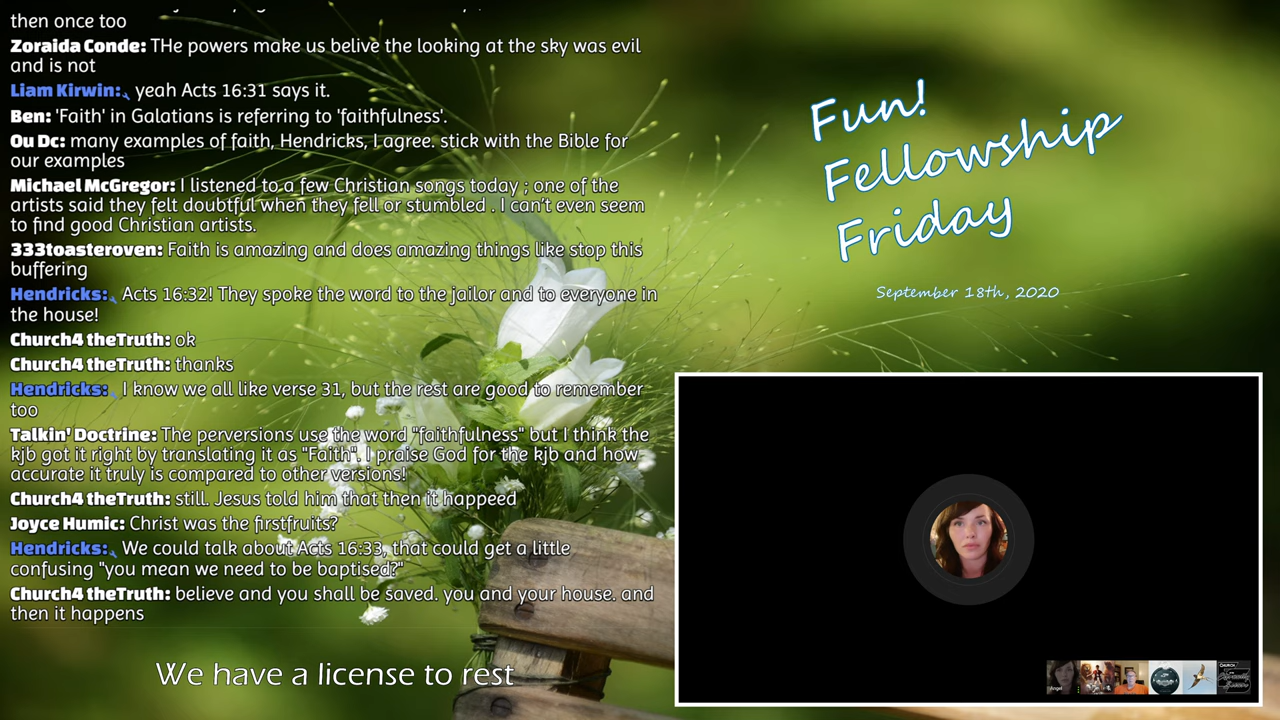 then once too
Zoraida Conde: THe powers make us belive the looking at the sky was evil
and is not
Liam Kirwin: yeah Acts 16:31 says it.
Ben: 'Faith' in Galatians is referring to 'faithfulness'.
Ou Dc: many examples of faith, Hendricks, I agree. stick with the Bible for
our examples
Michael McGregor: I listened to a few Christian songs today ; one of the
artists said they felt doubtful when they fell or stumbled . I can't even seem
to find good Christian artists.
333toasteroven: Faith is amazing and does amazing things like stop this
buffering
Hendricks: Acts 16:32! They spoke the word to the jailor and to everyone in
the house!
Church4 theTruth: ok
Church4 theTruth: thanks
Hendricks: I know we all like verse 31, but the rest are good to remember
too
Talkin' Doctrine: The perversions use the word "faithfulness" but I think the
kjb got it right by translating it as "Faith". I praise God for the kjb and how
accurate it truly is compared to other versions!
Church4 theTruth: still. Jesus told him that then it happeed
Joyce Humic: Christ was the firstfruits?
Hendricks: We could talk about Acts 16:33, that could get a little
confusing "you mean we need to be baptised?"
Church4 theTruth: believe and you shall be saved. you and your house. and
then it happens
We have a license to rest
Fun!
Fellowship
Friday
September 18th, 2020
Angel